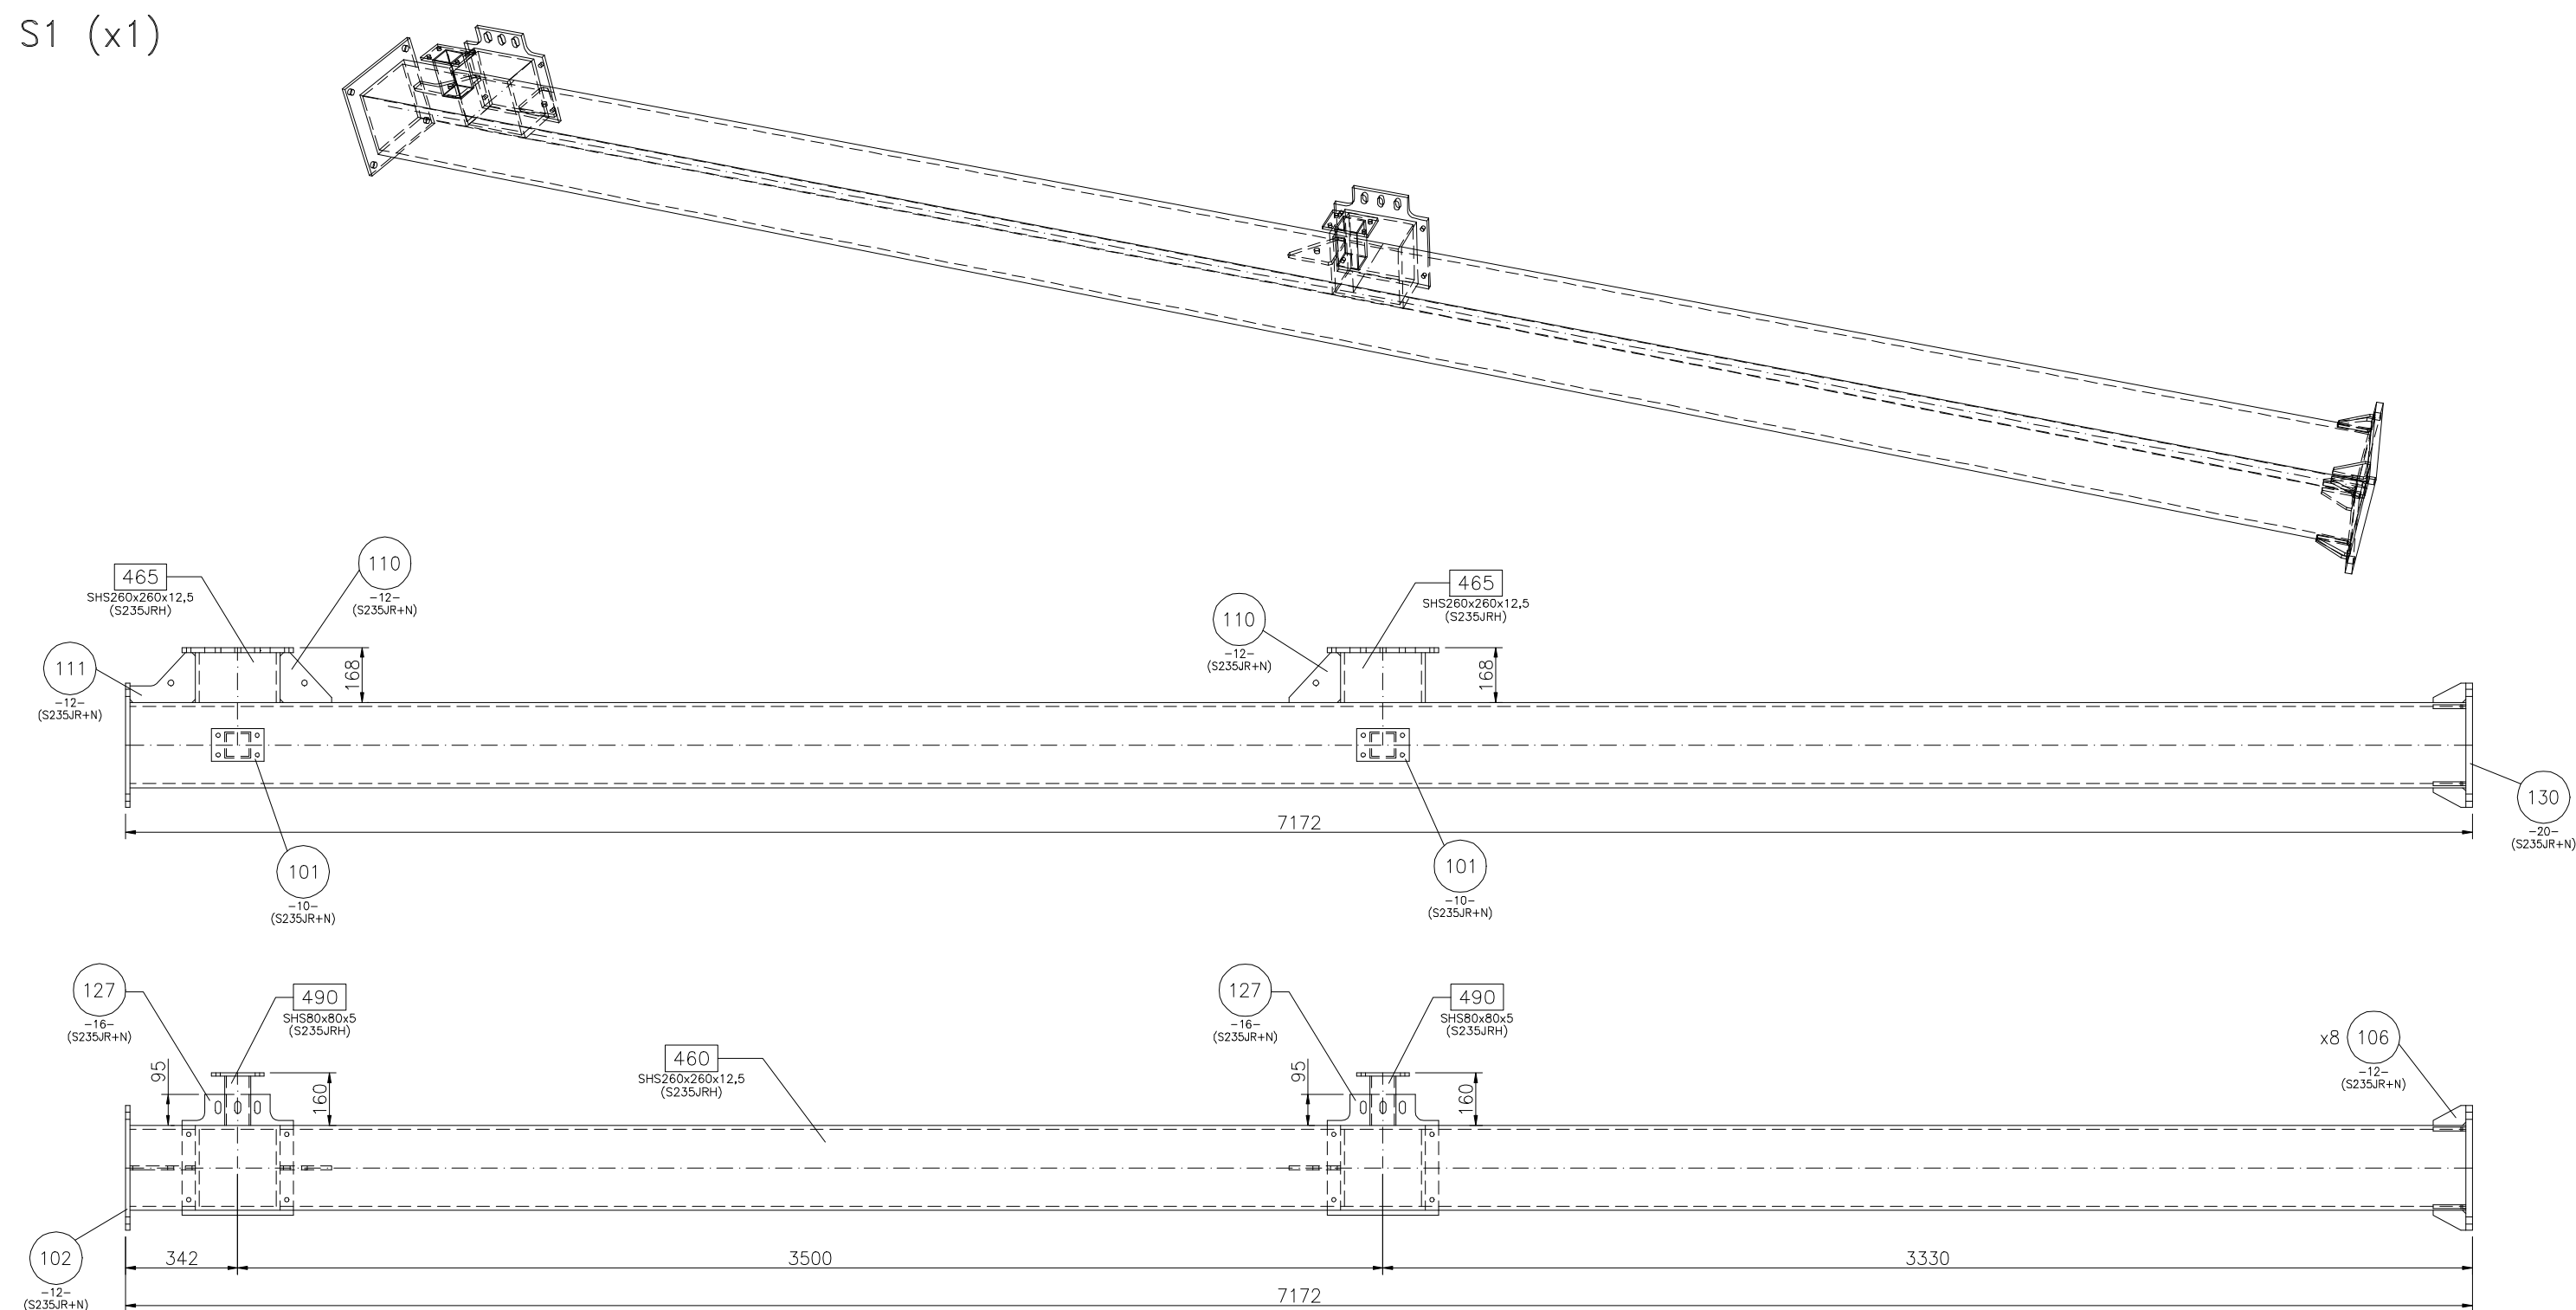 S1 (x1)
465
SHS260x260x12,5
(S235JRH)
110
-12-
(S235JR+N)
111
-12-
(S235JR+N)
168
110
-12-
(S235JR+N)
465
SHS260x260x12,5
(S235JRH)
168
7172
130
-20-
(S235JR+N)
101
-10-
(S235JR+N)
101
-10-
(S235JR+N)
127
-16-
(S235JR+N)
490
SHS80x80x5
(S235JRH)
95
160
460
SHS260x260x12,5
(S235JRH)
127
-16-
(S235JR+N)
490
SHS80x80x5
(S235JRH)
95
160
x8 106
-12-
(S235JR+N)
102
-12-
(S235JR+N)
342
3500
3330
7172